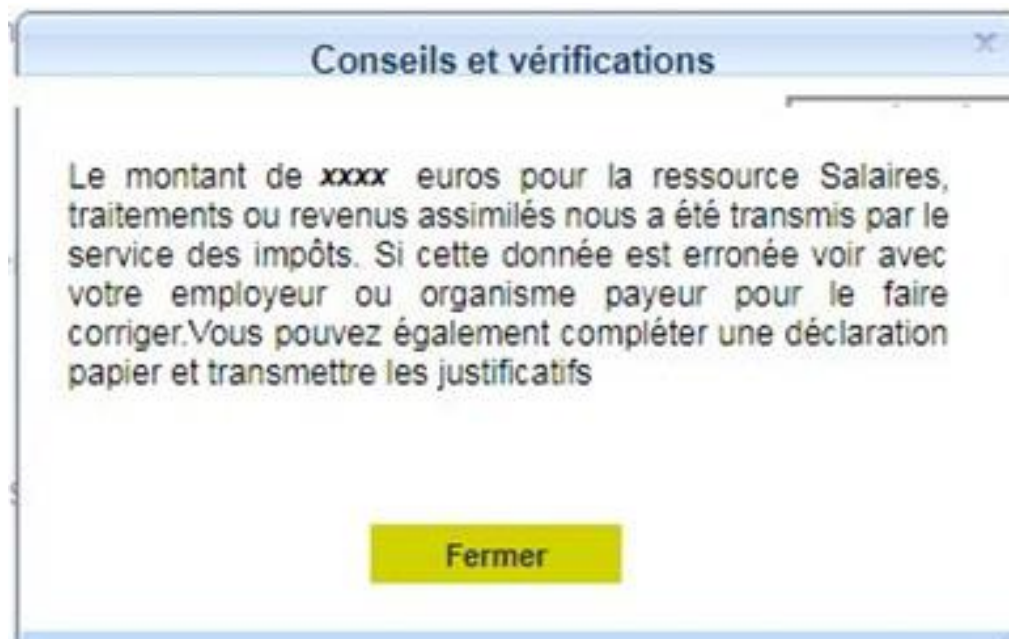 Conseils et vérifications
Le montant de xxxx euros pour la ressource Salaires,
traitements ou revenus assimilés nous a été transmis par le
service des impôts. Si cette donnée est erronée voir avec
votre employeur ou organisme payeur pour le faire
corriger.Vous pouvez également compléter une déclaration
papier et transmettre les justificatifs
Fermer